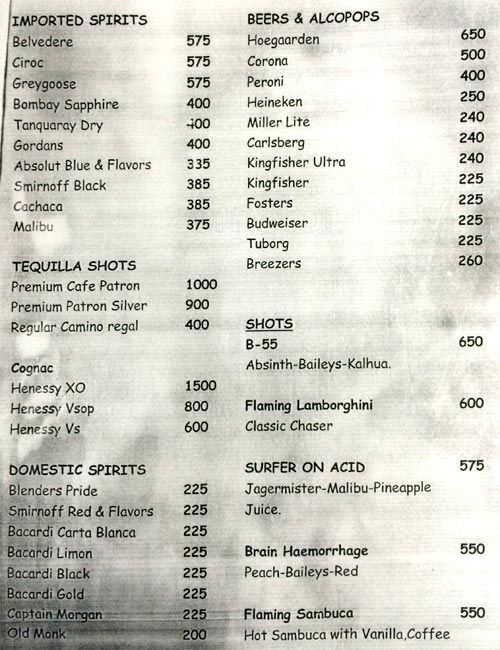 IMPORTED SPIRITS
Belvedere 575
Ciroc 575
Greygoose 575
Bombay Sapphire 400
Tanquaray Dry 400
Gordans 400
Absolut Blue & Flavors 335
Smirnoff Black 385
Cachaca 385
Malibu 375
TEQUILLA SHOTS
Premium Cafe Patron 1000
Premium Patron Silver 900
Regular Camino regal 400
Cognac
Henessy XO 1500
Henessy Vsop 800
Henessy Vs 600
DOMESTIC SPIRITS
Blenders Pride 225
Smirnoff Red & Flavors 225
Bacardi Carta Blanca 225
Bacardi Limon 225
Bacardi Black 225
Bacardi Gold 225
Captain Morgan 225
Old Monk 200
BEERS & ALCOPOPS
Hoegaarden 650
Corona 500
Peroni 400
Heineken 250
Miller Lite 240
Carlsberg 240
Kingfisher Ultra 240
Kingfisher 225
Fosters 225
Budweiser 225
Tuborg 225
Breezers 260
SHOTS
B-55 650
Absinth-Baileys-Kalhua.
Flaming Lamborghini 600
Classic Chaser
SURFER ON ACID 575
Jagermister-Malibu-Pineapple
Juice.
Brain Haemorrhage 550
Peach-Baileys-Red
Flaming Sambuca 550
Hot Sambuca with Vanilla,Coffee